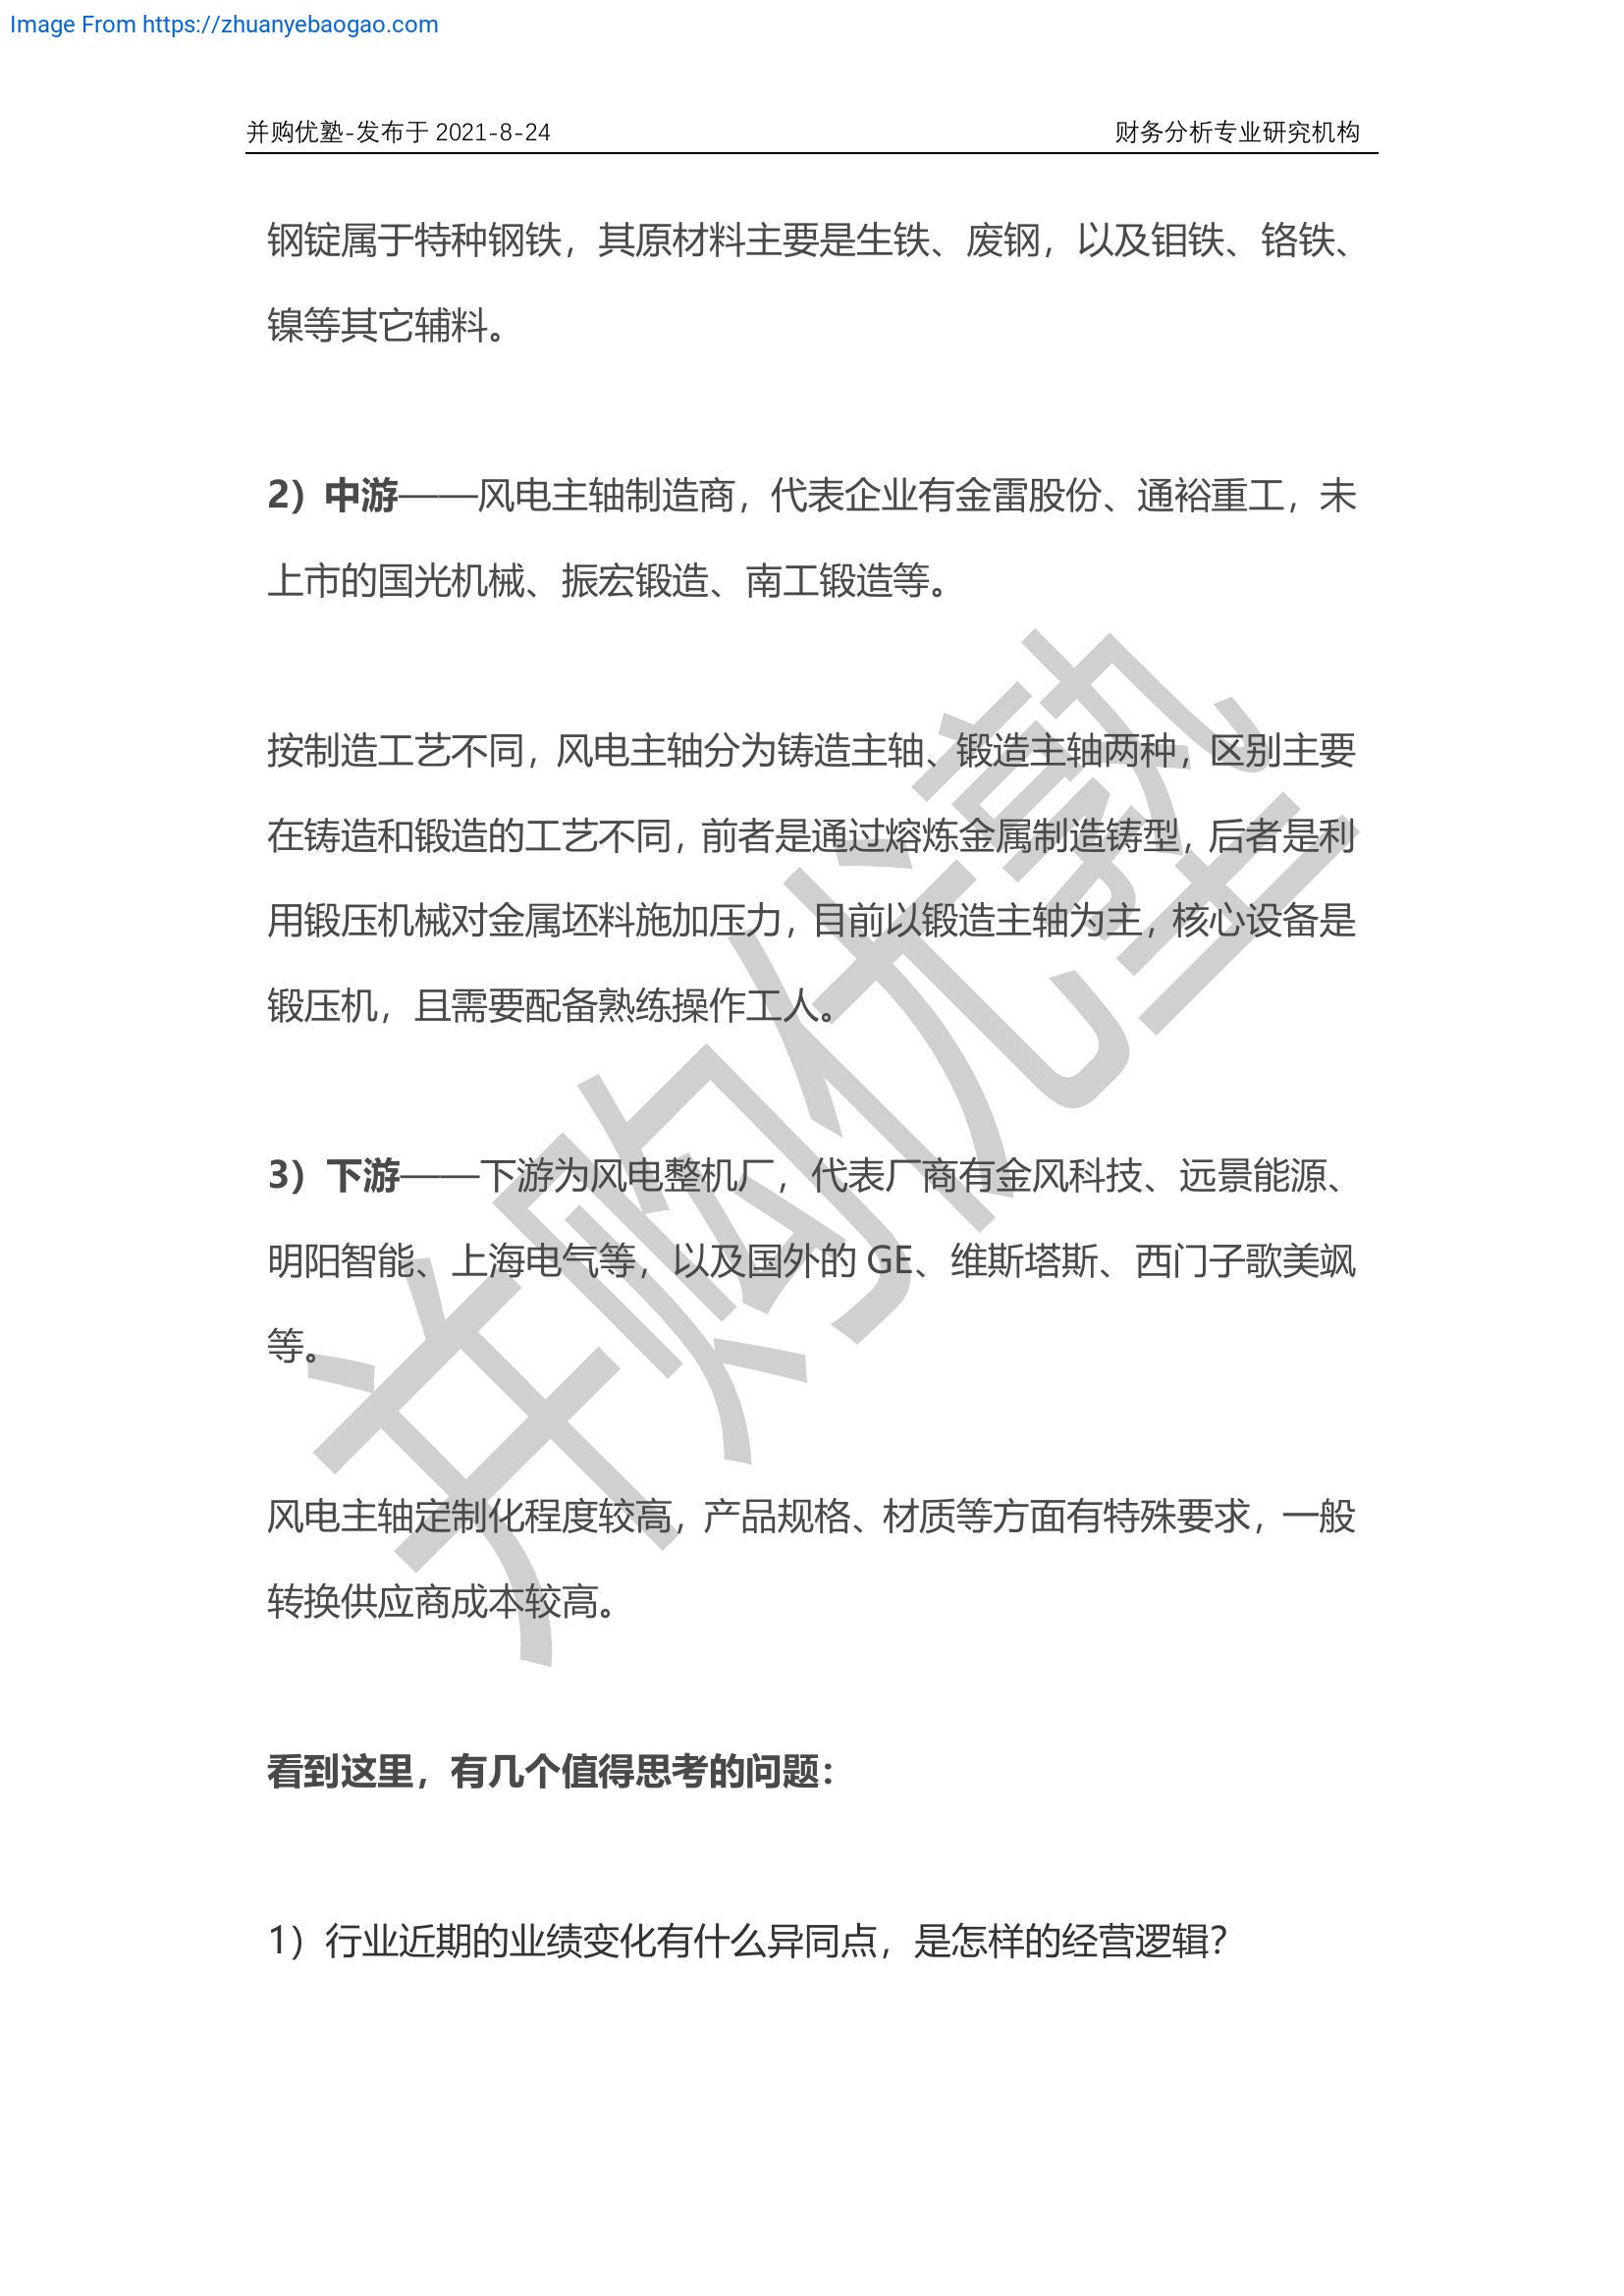 Image From https://zhuanyebaogao.com
并购优塾-发布于 2021-8-24 财务分析专业研究机构
钢锭属于特种钢铁，其原材料主要是生铁、废钢，以及钼铁、铬铁、
镍等其它辅料。
2）中游——风电主轴制造商，代表企业有金雷股份、通裕重工，未
上市的国光机械、振宏锻造、南工锻造等。
按制造工艺不同，风电主轴分为铸造主轴、锻造主轴两种，区别主要
在铸造和锻造的工艺不同，前者是通过熔炼金属制造铸型，后者是利
用锻压机械对金属坯料施加压力，目前以锻造主轴为主，核心设备是
锻压机，且需要配备熟练操作工人。
3）下游——下游为风电整机厂，代表厂商有金风科技、远景能源、
明阳智能、上海电气等，以及国外的 GE、维斯塔斯、西门子歌美飒
等。
风电主轴定制化程度较高，产品规格、材质等方面有特殊要求，一般
转换供应商成本较高。
看到这里，有几个值得思考的问题：
1）行业近期的业绩变化有什么异同点，是怎样的经营逻辑？
并购优塾